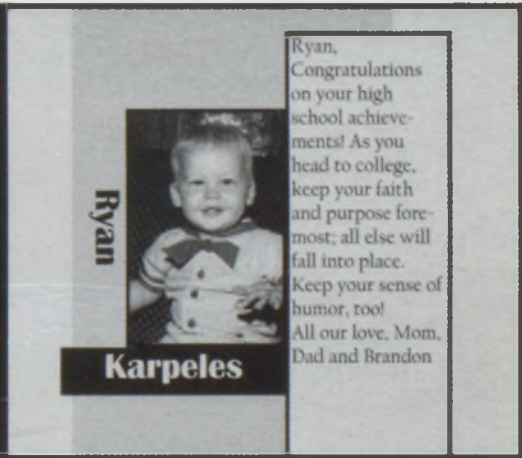 Ryan
Karpeles
Ryan,
Congratulations
on your high
school achieve-
ments! As you
head to college,
keep your faith
and purpose fore-
most; all else will
fall into place.
Keep your sense of
humor, too!
All our love, Mom,
Dad and Brandon